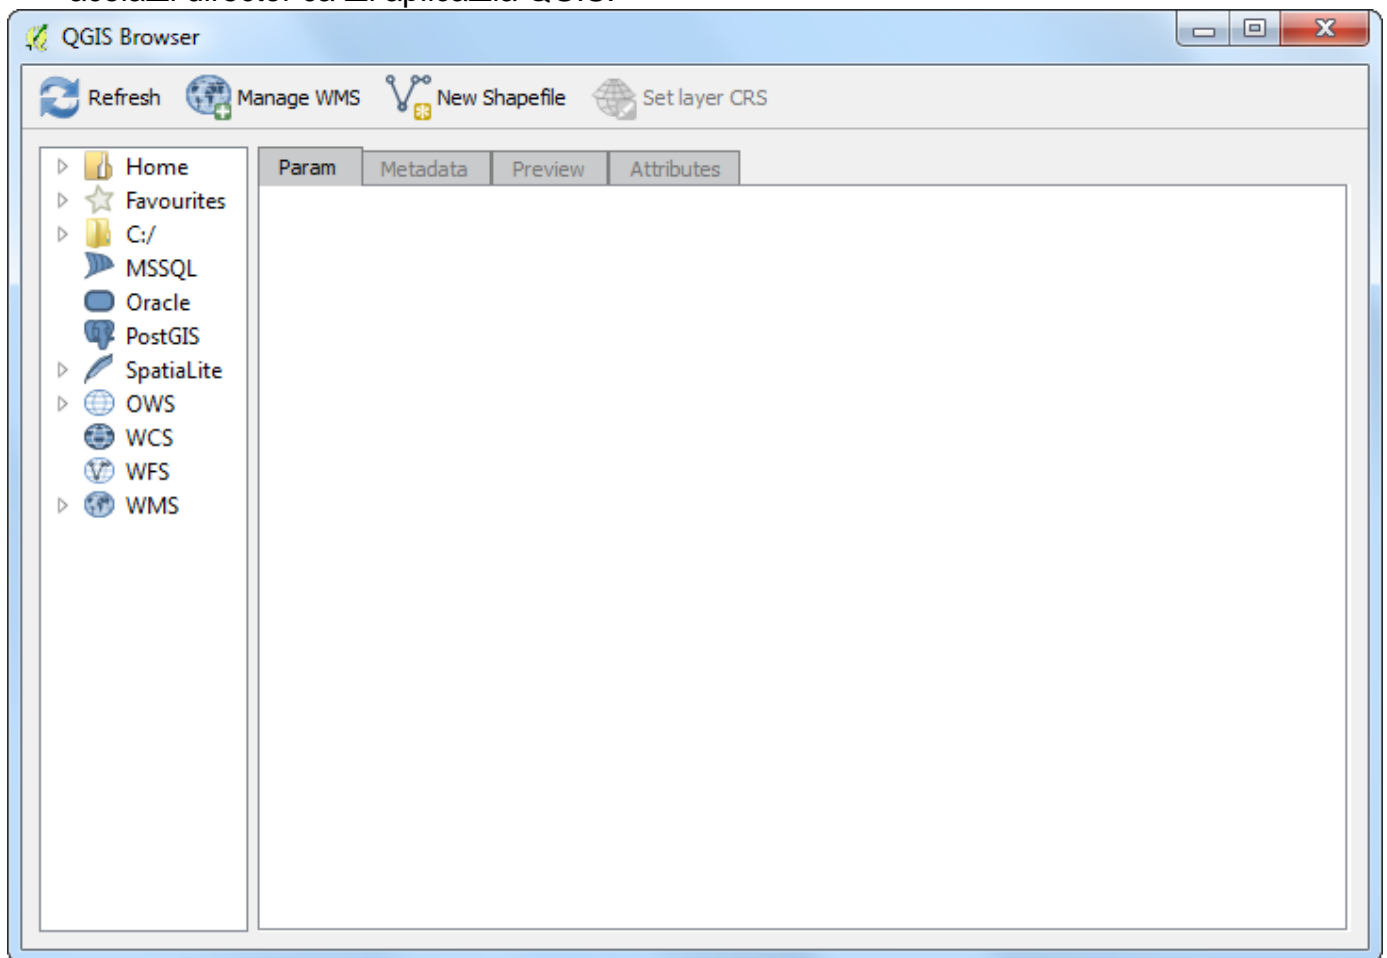 QGIS.
QGIS Browser
Refresh Manage WMS New Shapefile Set layer CRS
Home
Favourites
C:/
MSSQL
Oracle
PostGIS
SpatiaLite
OWS
WCS
WFS
WMS
Param Metadata Preview Attributes